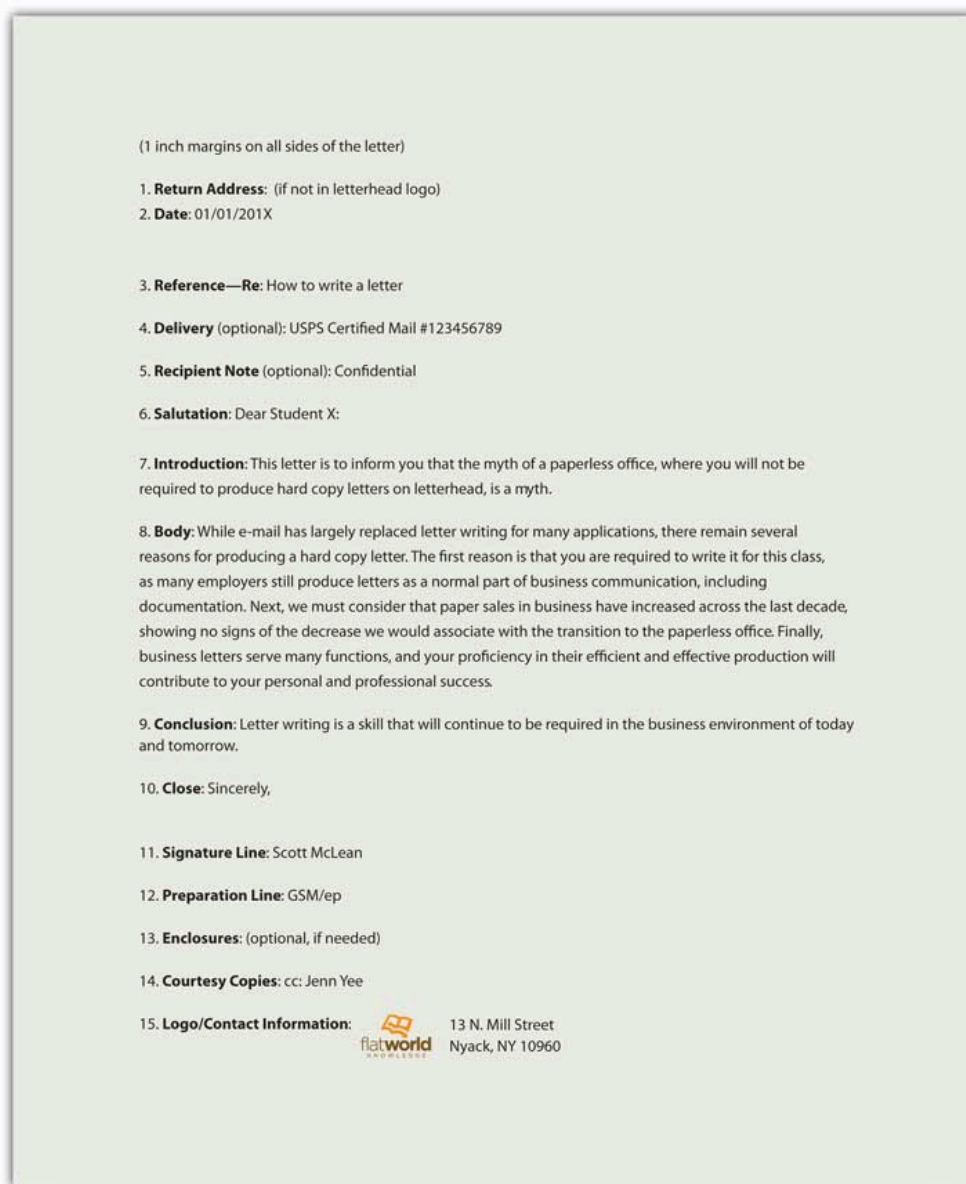 (1 inch margins on all sides of the letter)
1. Return Address: (if not in letterhead logo)
2. Date: 01/01/201X
3. Reference—Re: How to write a letter
4. Delivery (optional): USPS Certified Mail #123456789
5. Recipient Note (optional): Confidential
6. Salutation: Dear Student X:
7. Introduction: This letter is to inform you that the myth of a paperless office, where you will not be
required to produce hard copy letters on letterhead, is a myth.
8. Body: While e-mail has largely replaced letter writing for many applications, there remain several
reasons for producing a hard copy letter. The first reason is that you are required to write it for this class,
as many employers still produce letters as a normal part of business communication, including
documentation. Next, we must consider that paper sales in business have increased across the last decade,
showing no signs of the decrease we would associate with the transition to the paperless office. Finally,
business letters serve many functions, and your proficiency in their efficient and effective production will
contribute to your personal and professional success.
9. Conclusion: Letter writing is a skill that will continue to be required in the business environment of today
and tomorrow.
10. Close: Sincerely,
11. Signature Line: Scott McLean
12. Preparation Line: GSM/ep
13. Enclosures: (optional, if needed)
14. Courtesy Copies: cc: Jenn Yee
15. Logo/Contact Information: flatworld 13 N. Mill Street
KNOWLEDGE Nyack, NY 10960